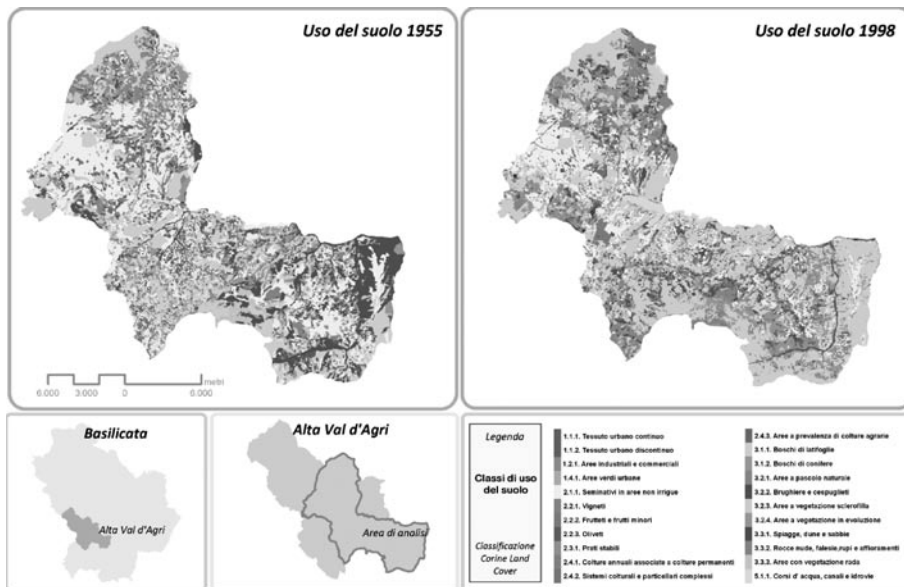 Uso del suolo 1955
Uso del suolo 1998
6.000 3.000 0 6.000
metri
Basilicata
Alta Val d'Agri
Alta Val d'Agri
Area di analisi
Legenda
Classi di uso
del suolo
Classificazione
Corine Land
Cover
1.1.1. Tessuto urbano continuo
1.1.2. Tessuto urbano discontinuo
1.2.1. Aree industriali e commerciali
1.4.1. Aree verdi urbane
2.1.1. Seminativi in aree non irrigue
2.2.1. Vigneti
2.2.2. Frutteti e frutti minori
2.2.3. Oliveti
2.3.1. Prati stabili
2.4.1. Colture annuali associate a colture permanenti
2.4.2. Sistemi colturali e particellari complessi
2.4.3. Aree a prevalenza di colture agrarie
3.1.1. Boschi di latifoglie
3.1.2. Boschi di conifere
3.2.1. Aree a pascolo naturale
3.2.2. Brughiere e cespuglieti
3.2.3. Aree a vegetazione sclerofilla
3.2.4. Aree a vegetazione in evoluzione
3.3.1. Spiagge, dune e sabbie
3.3.2. Rocce nude, falesie,rupi e affioramenti
3.3.3. Aree con vegetazione rada
5.1.1. Corsi d' acqua, canali e idrovie